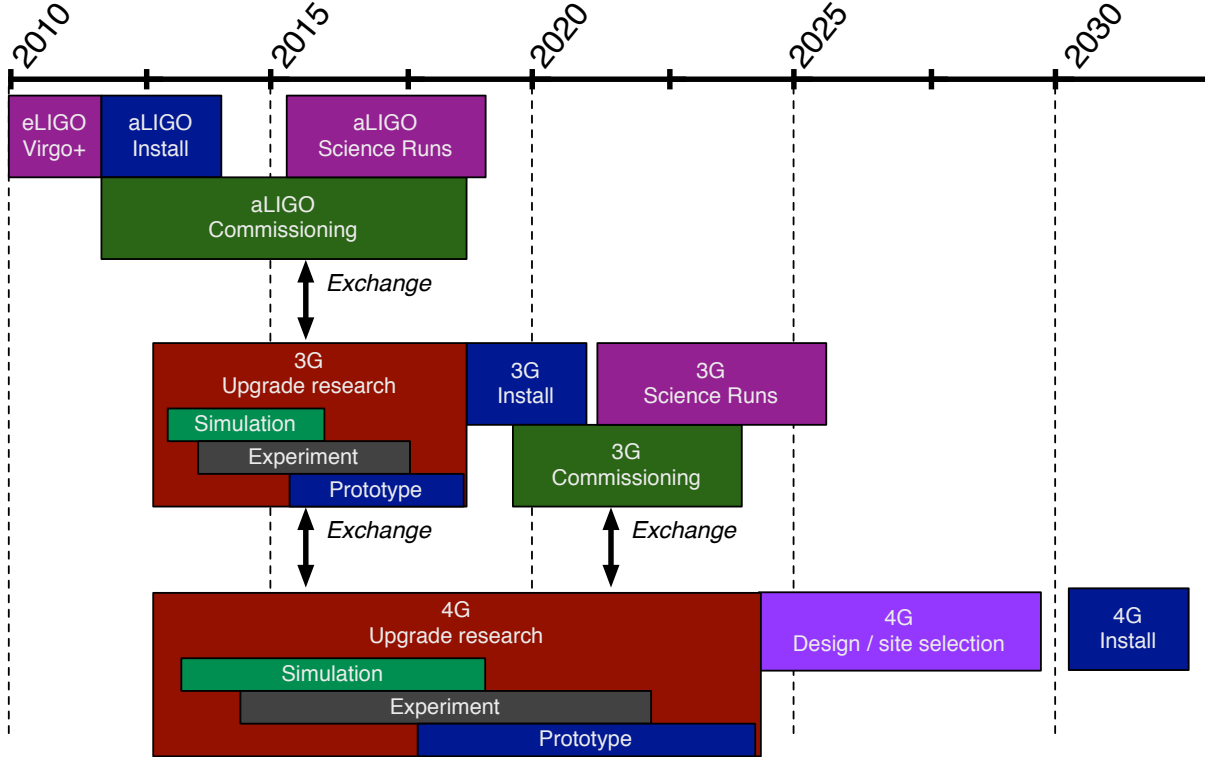 2010
2015
2020
2025
2030
eLIGO
Virgo+
aLIGO
Install
aLIGO
Science Runs
aLIGO
Commissioning
Exchange
3G
Upgrade research
Simulation
Experiment
Prototype
3G
Install
3G
Science Runs
3G
Commissioning
Exchange
Exchange
4G
Upgrade research
Simulation
Experiment
Prototype
4G
Design / site selection
4G
Install